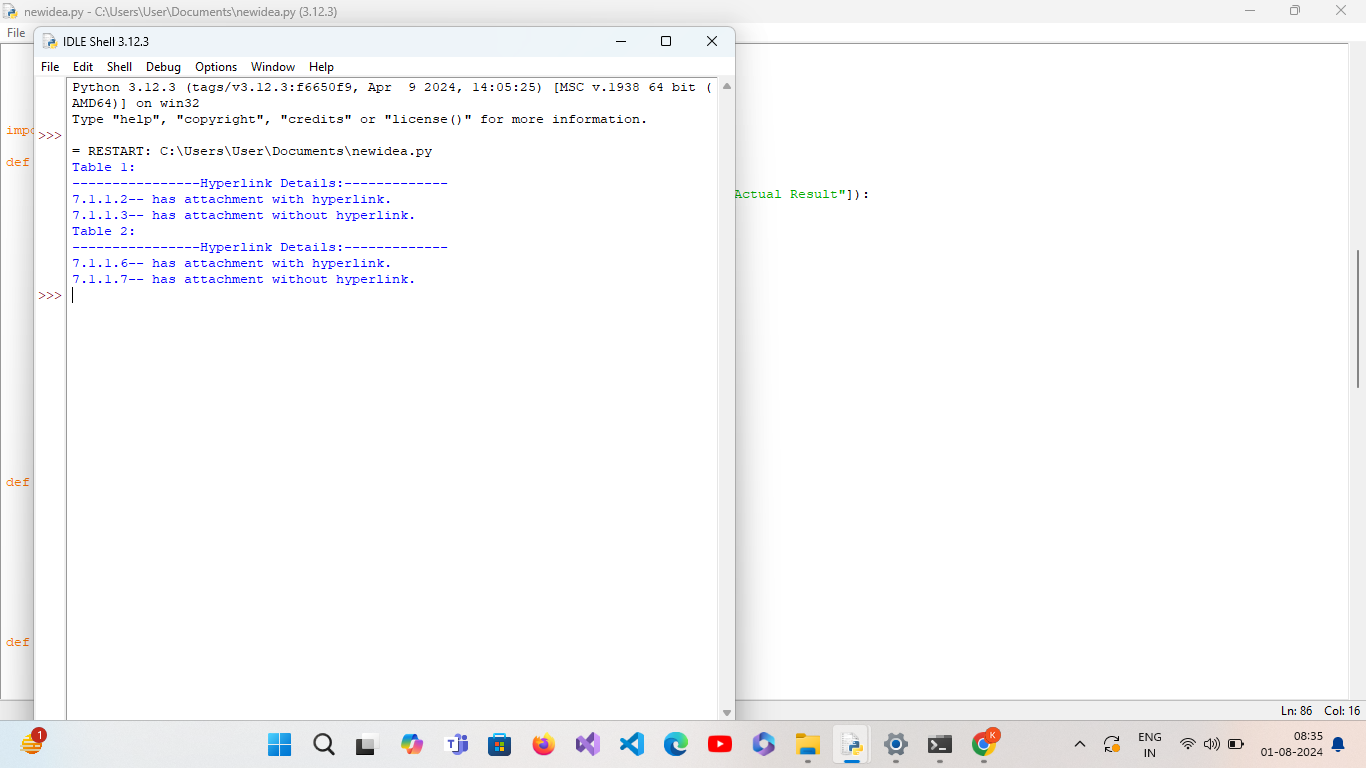 newidea.py - C:\Users\User\Documents\newidea.py (3.12.3)
File
IDLE Shell 3.12.3
File Edit Shell Debug Options Window Help
Python 3.12.3 (tags/v3.12.3:f6650f9, Apr  9 2024, 14:05:25) [MSC v.1938 64 bit (
AMD64)] on win32
Type "help", "copyright", "credits" or "license()" for more information.
>>>
= RESTART: C:\Users\User\Documents\newidea.py
Table 1:
----------------Hyperlink Details:-------------
7.1.1.2-- has attachment with hyperlink.
7.1.1.3-- has attachment without hyperlink.
Table 2:
----------------Hyperlink Details:-------------
7.1.1.6-- has attachment with hyperlink.
7.1.1.7-- has attachment without hyperlink.
>>>
impo
def
Actual Result"]):
def
def
Ln: 86 Col: 16
1
K
ENG
IN
08:35
01-08-2024